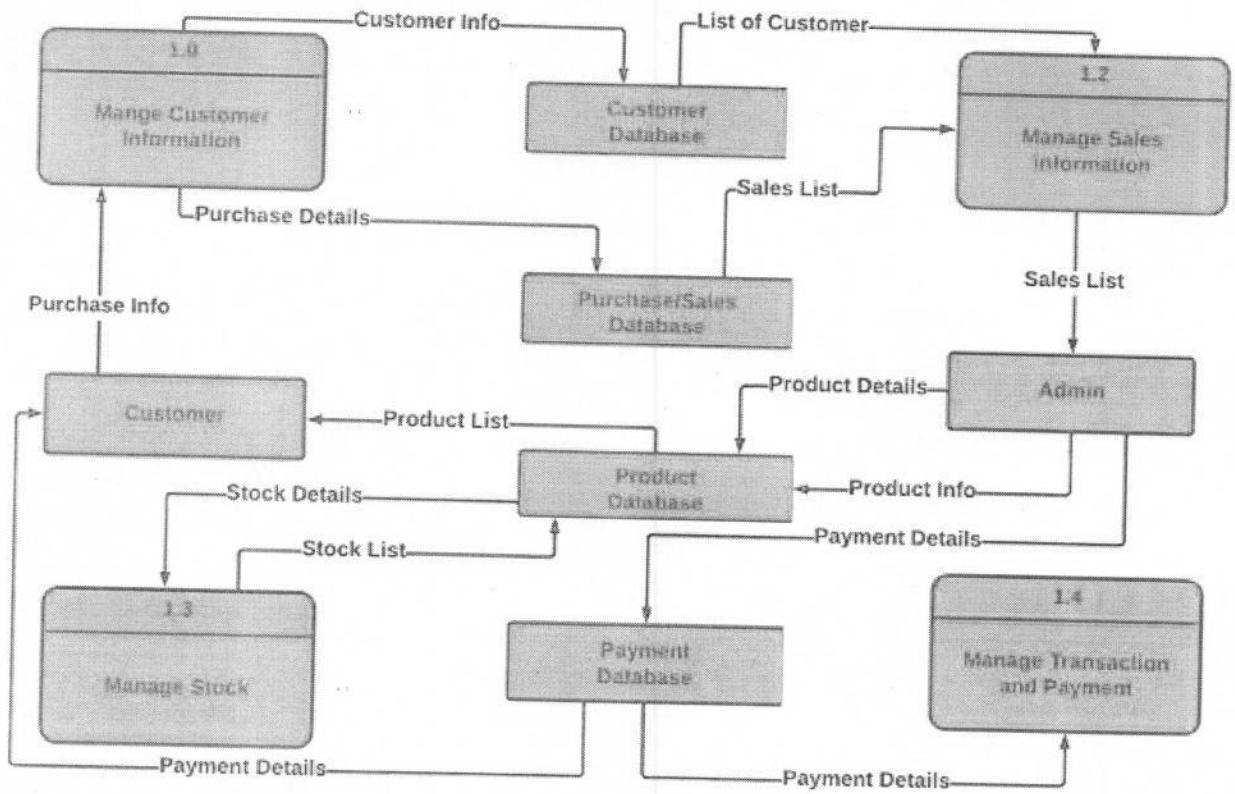 Customer Info
List of Customer
1.0
Mange Customer
Information
Customer
Database
1.2
Manage Sales
information
Sales List
Purchase Details
Purchase/Sales
Database
Sales List
Purchase Info
Customer
Product List
Product Details
Admin
Product
Database
Product Info
Stock Details
Stock List
Payment Details
1.3
Manage Stock
Payment
Database
1.4
Manage Transaction
and Payment
Payment Details
Payment Details